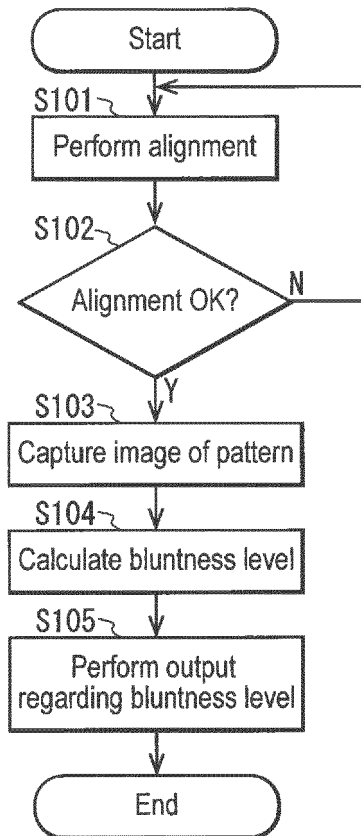 Start
S101
Perform alignment
S102
Alignment OK?
N
Y
S103
Capture image of pattern
S104
Calculate bluntness level
S105
Perform output
regarding bluntness level
End